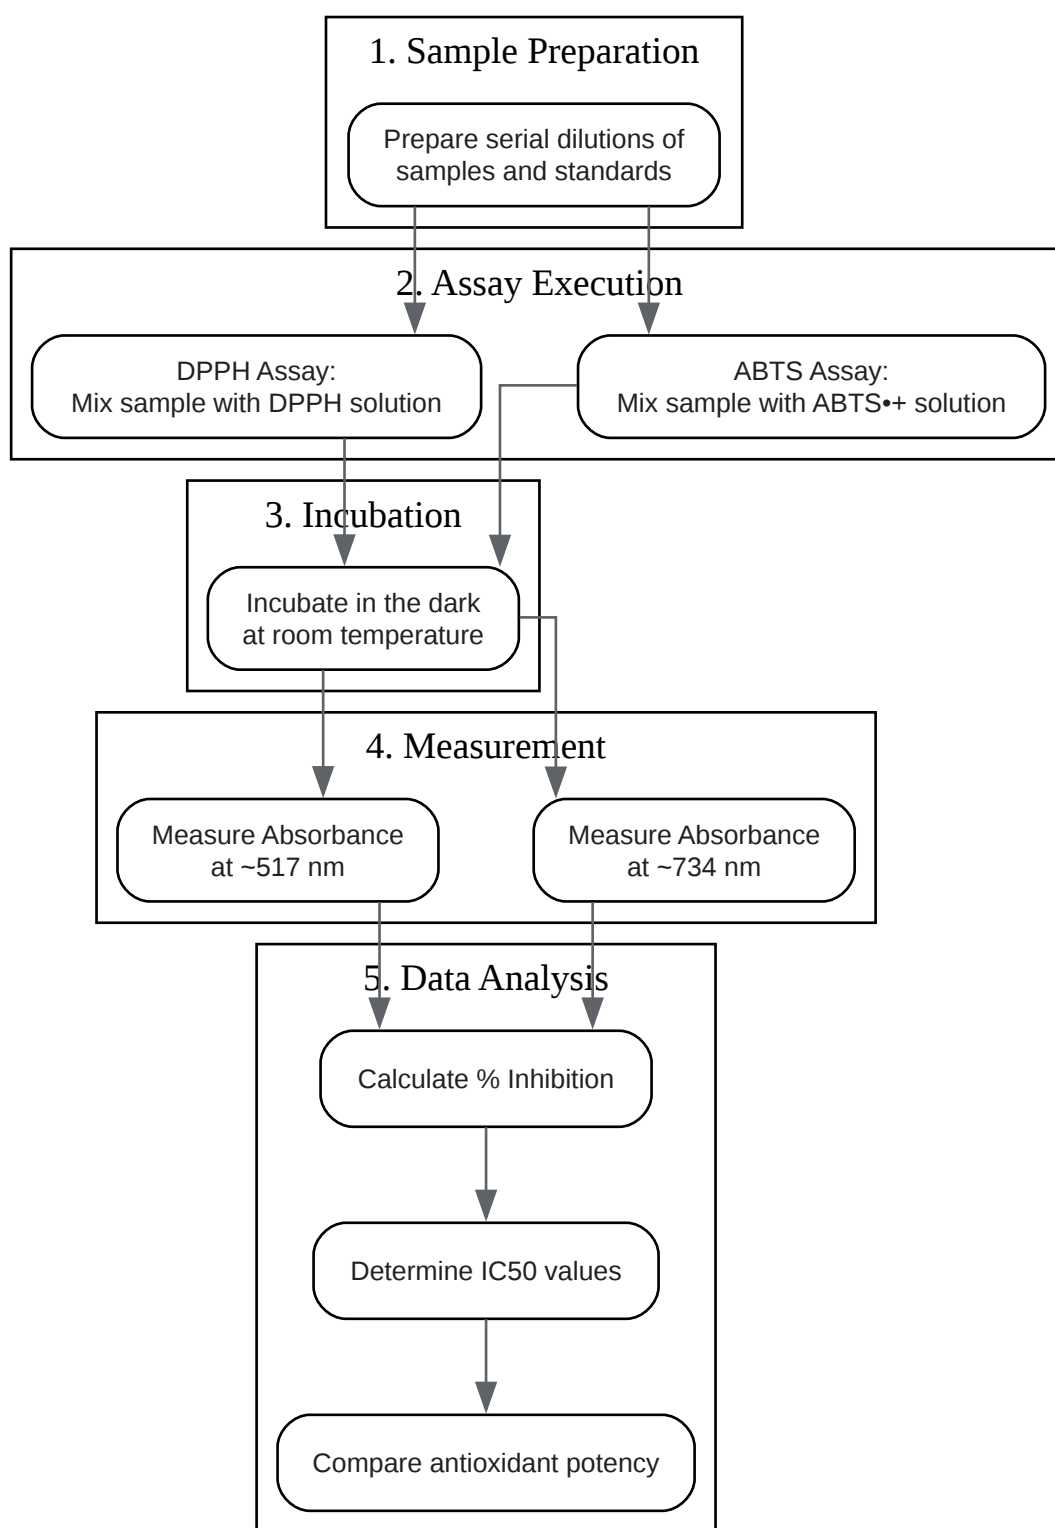 1. Sample Preparation
Prepare serial dilutions of
samples and standards
2. Assay Execution
DPPH Assay:
Mix sample with DPPH solution
ABTS Assay:
Mix sample with ABTS•+ solution
3. Incubation
Incubate in the dark
at room temperature
4. Measurement
Measure Absorbance
at ~517 nm
Measure Absorbance
at ~734 nm
5. Data Analysis
Calculate % Inhibition
Determine IC50 values
Compare antioxidant potency